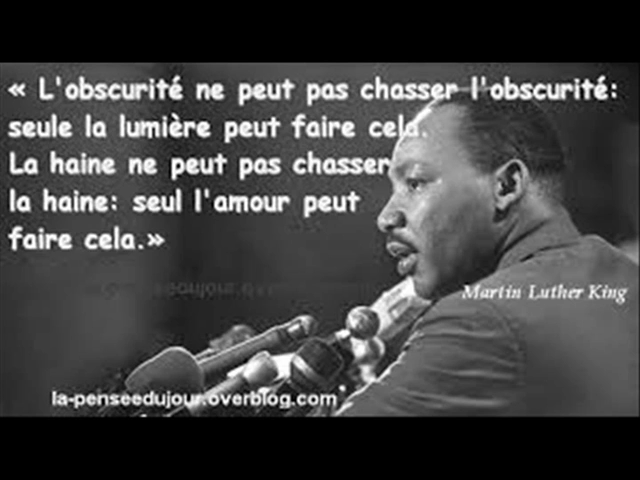 « L'obscurité ne peut pas chasser l'obscurité:
seule la lumière peut faire cela.
La haine ne peut pas chasser
la haine: seul l'amour peut
faire cela.»
Martin Luther King
la-penseedujour.overblog.com